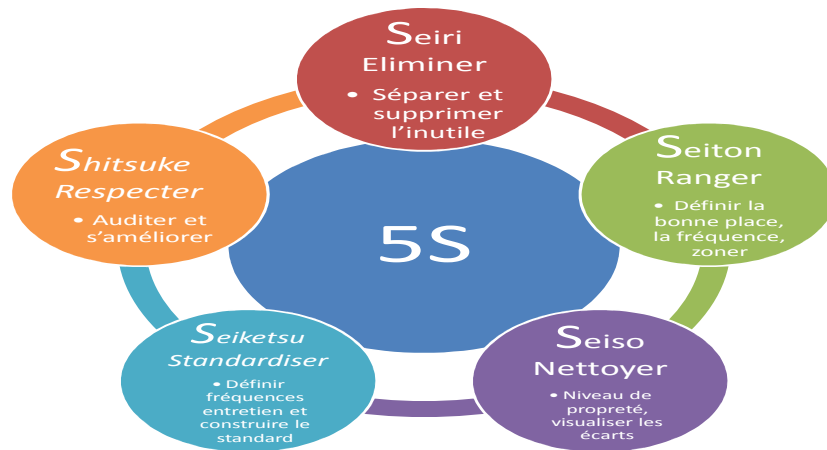 Seiri
Eliminer
• Séparer et
supprimer
l'inutile
Seiton
Ranger
• Définir la
bonne place,
la fréquence,
zoner
Seiso
Nettoyer
• Niveau de
propreté,
visualiser les
écarts
Seiketsu
Standardiser
• Définir
fréquences
entretien et
construire le
standard
Shitsuke
Respecter
• Auditer et
s'améliorer
5S